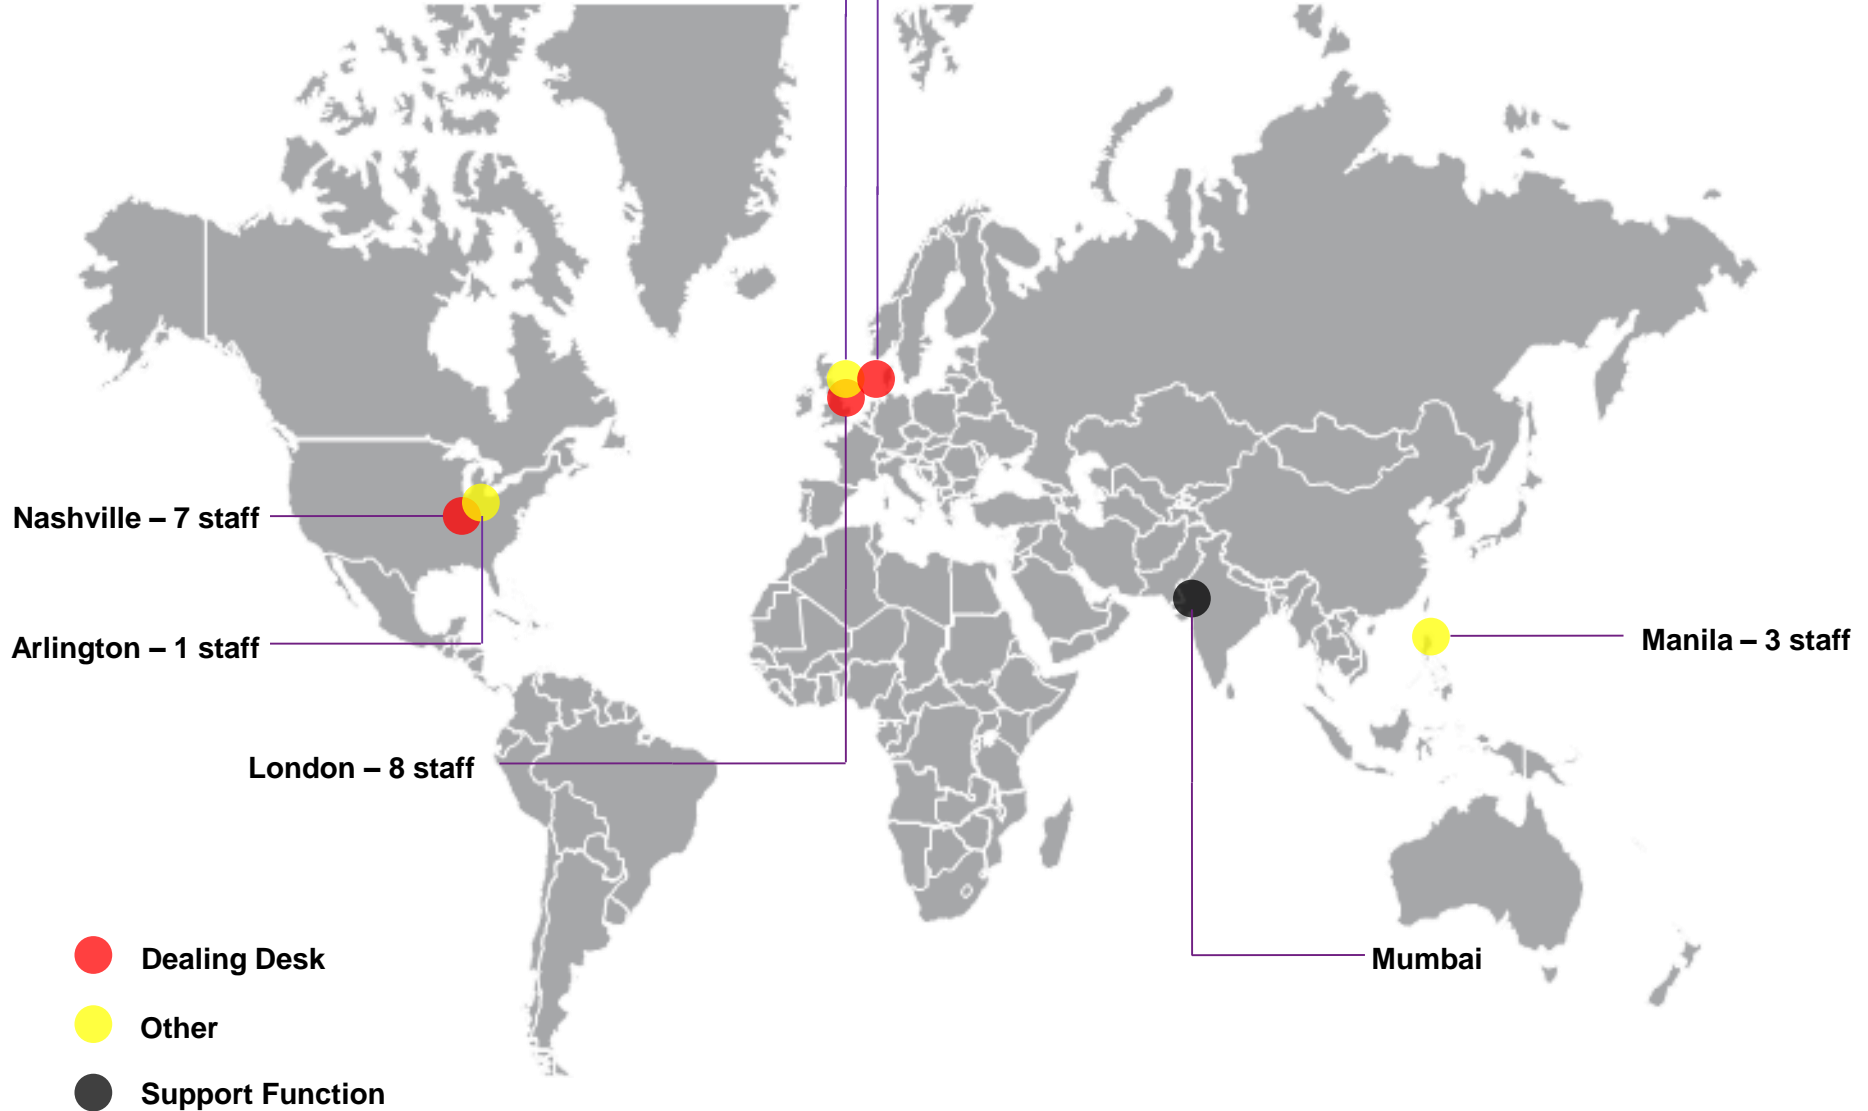 Nashville – 7 staff
Arlington – 1 staff
Manila – 3 staff
London – 8 staff
Mumbai
Dealing Desk
Other
Support Function